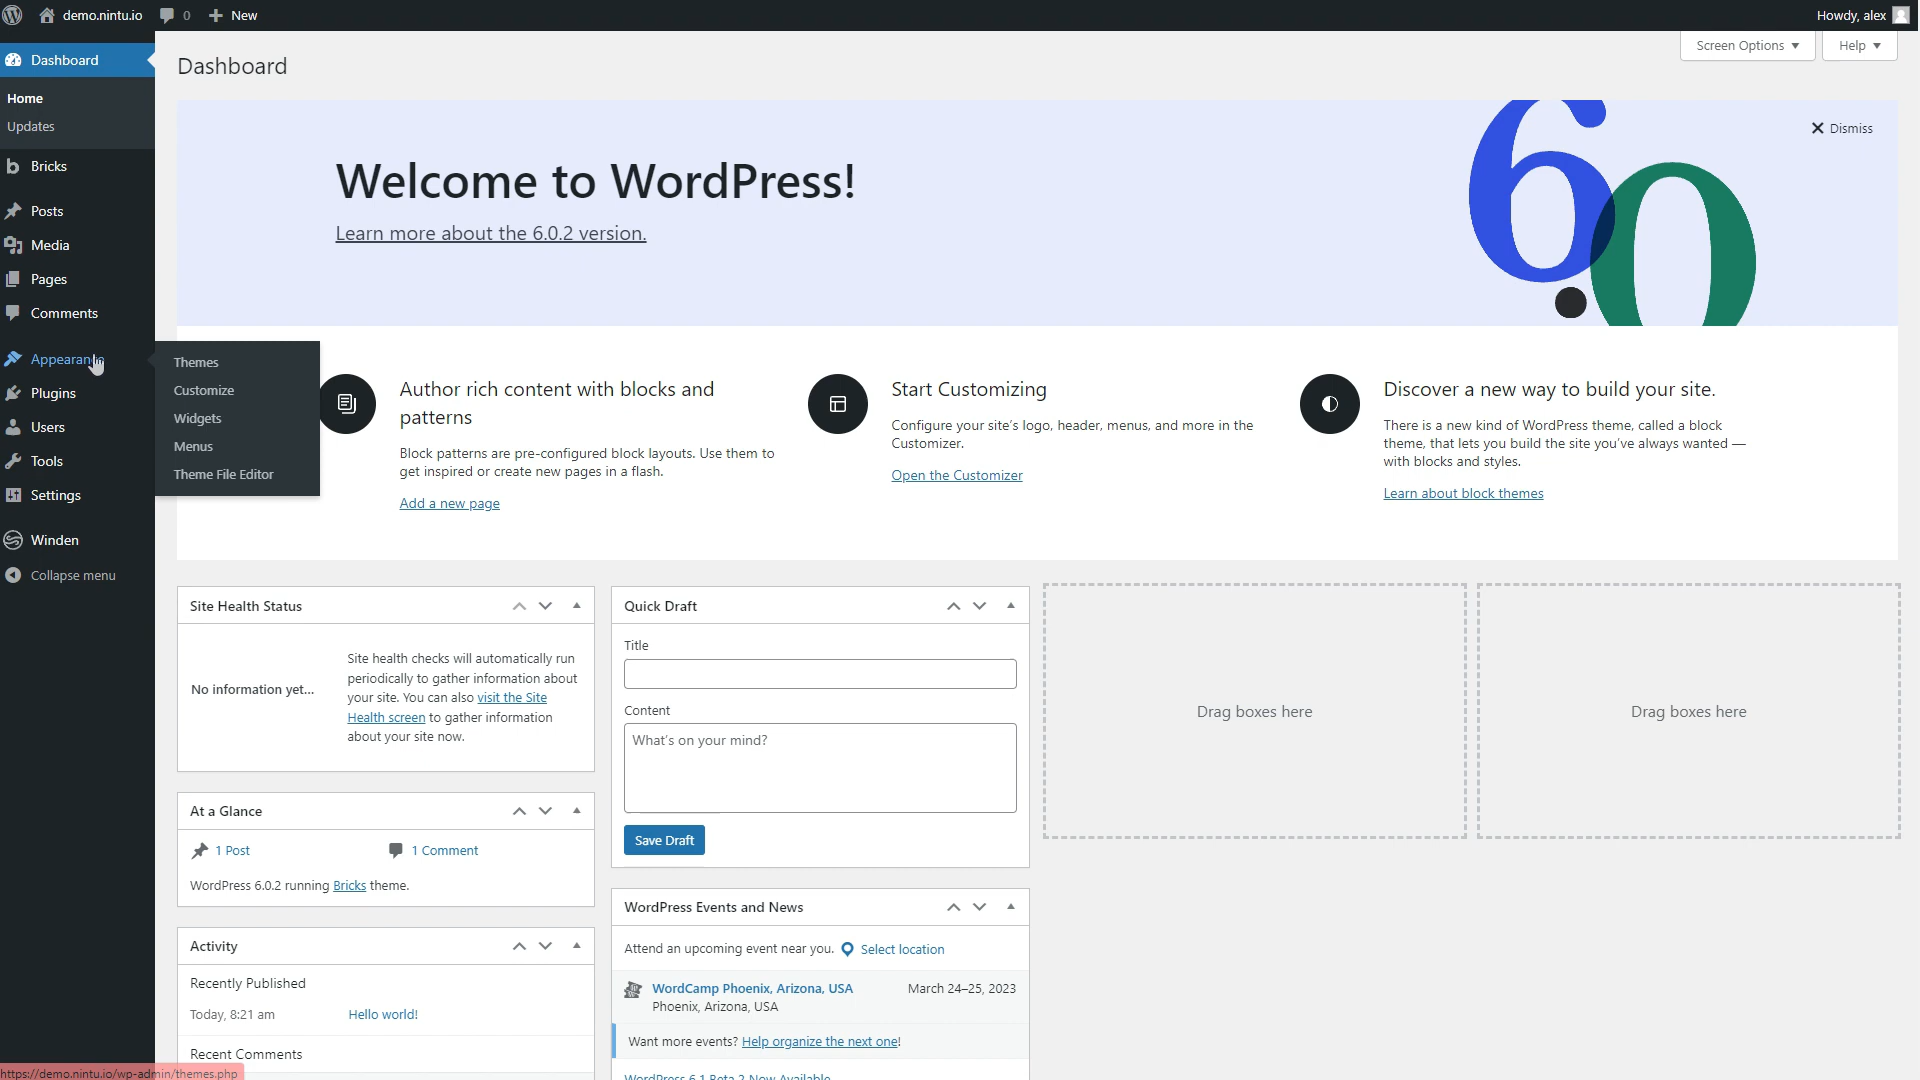 demo.nintu.io
0
New
Howdy, alex
Screen Options
Help
Dashboard
Home
Updates
Bricks
Posts
Media
Pages
Comments
Appearance
Plugins
Users
Tools
Settings
Winden
Collapse menu
Themes
Customize
Widgets
Menus
Theme File Editor
Dashboard
Dismiss
Welcome to WordPress!
Learn more about the 6.0.2 version.
6.0
Author rich content with blocks and
patterns
Block patterns are pre-configured block layouts. Use them to
get inspired or create new pages in a flash.
Add a new page
Start Customizing
Configure your site's logo, header, menus, and more in the
Customizer.
Open the Customizer
Discover a new way to build your site.
There is a new kind of WordPress theme, called a block
theme, that lets you build the site you've always wanted —
with blocks and styles.
Learn about block themes
Site Health Status
No information yet...
Site health checks will automatically run
periodically to gather information about
your site. You can also visit the Site
Health screen to gather information
about your site now.
At a Glance
1 Post
1 Comment
WordPress 6.0.2 running Bricks theme.
Activity
Recently Published
Today, 8:21 am
Hello world!
Recent Comments
Quick Draft
Title
Content
What's on your mind?
Save Draft
WordPress Events and News
Attend an upcoming event near you.
Select location
WordCamp Phoenix, Arizona, USA
March 24–25, 2023
Phoenix, Arizona, USA
Want more events? Help organize the next one!
WordPress 6.1 Beta 2 Now Available
Drag boxes here
Drag boxes here
https://demo.nintu.io/wp-admin/themes.php